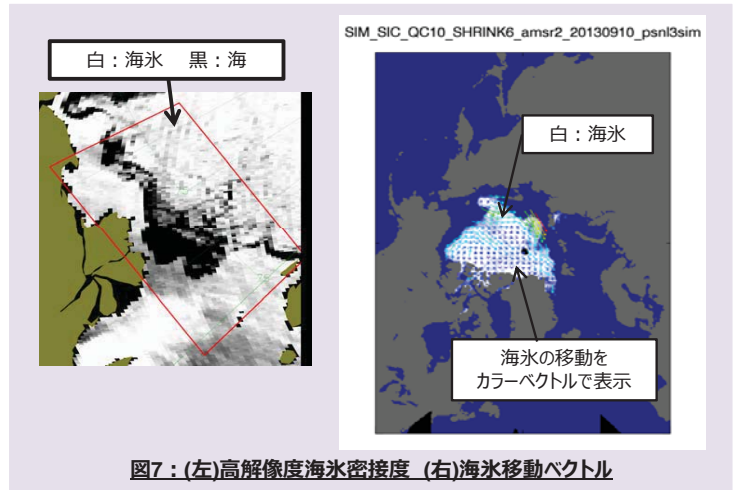 白：海氷　黒：海
SIM_SIC_QC10_SHRINK6_amsr2_20130910_psnl3sim
白：海氷
海氷の移動を
カラーベクトルで表示
図7：(左)高解像度海氷密接度 (右)海氷移動ベクトル